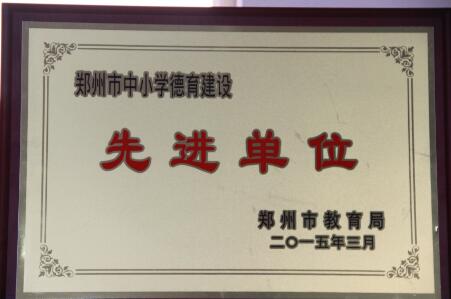 郑州市中小学德育建设
先进单位
郑州市教育局
二〇一五年三月